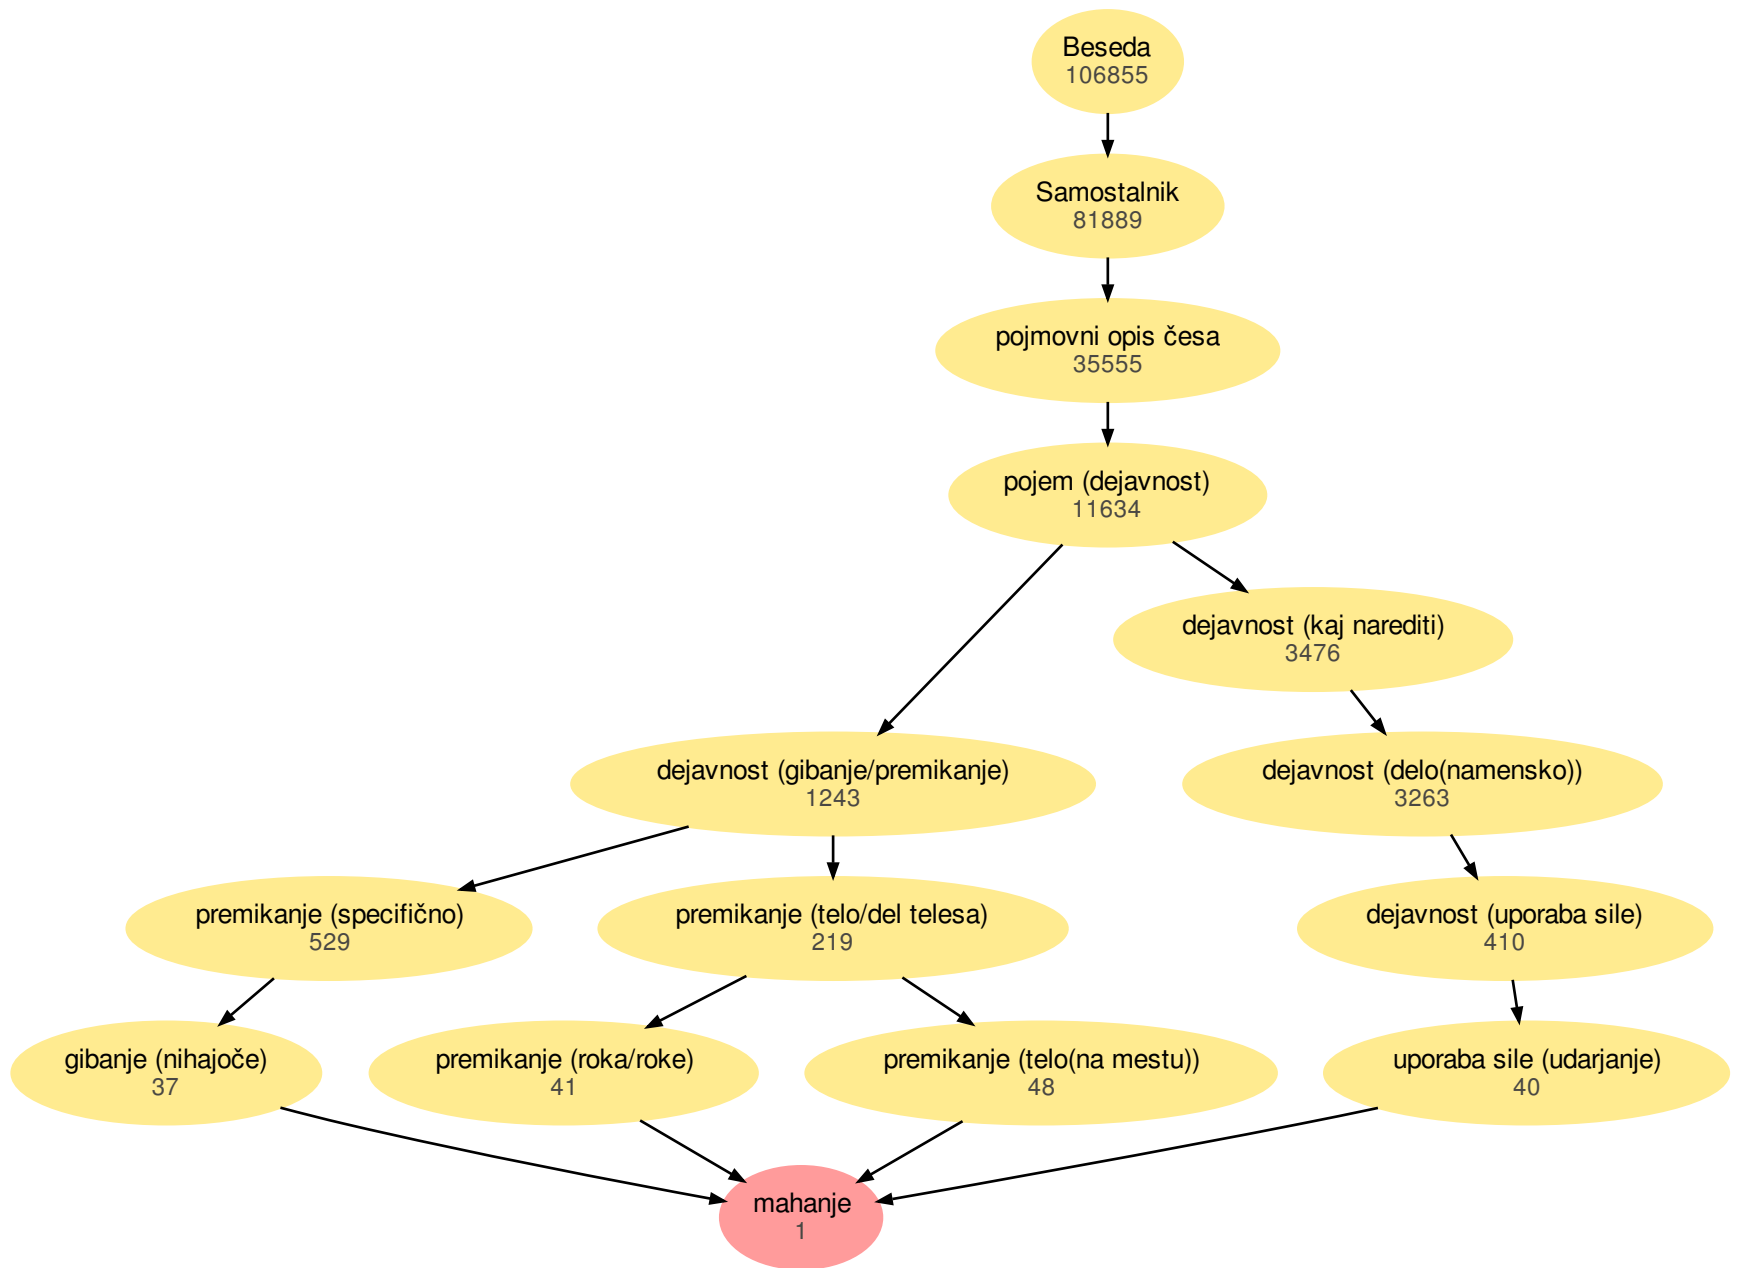 Beseda
106855
Samostalnik
81889
pojmovni opis česa
35555
pojem (dejavnost)
11634
dejavnost (kaj narediti)
3476
dejavnost (gibanje/premikanje)
1243
dejavnost (delo(namensko))
3263
premikanje (specifično)
529
premikanje (telo/del telesa)
219
dejavnost (uporaba sile)
410
gibanje (nihajoče)
37
premikanje (roka/roke)
41
premikanje (telo(na mestu))
48
uporaba sile (udarjanje)
40
mahanje
1